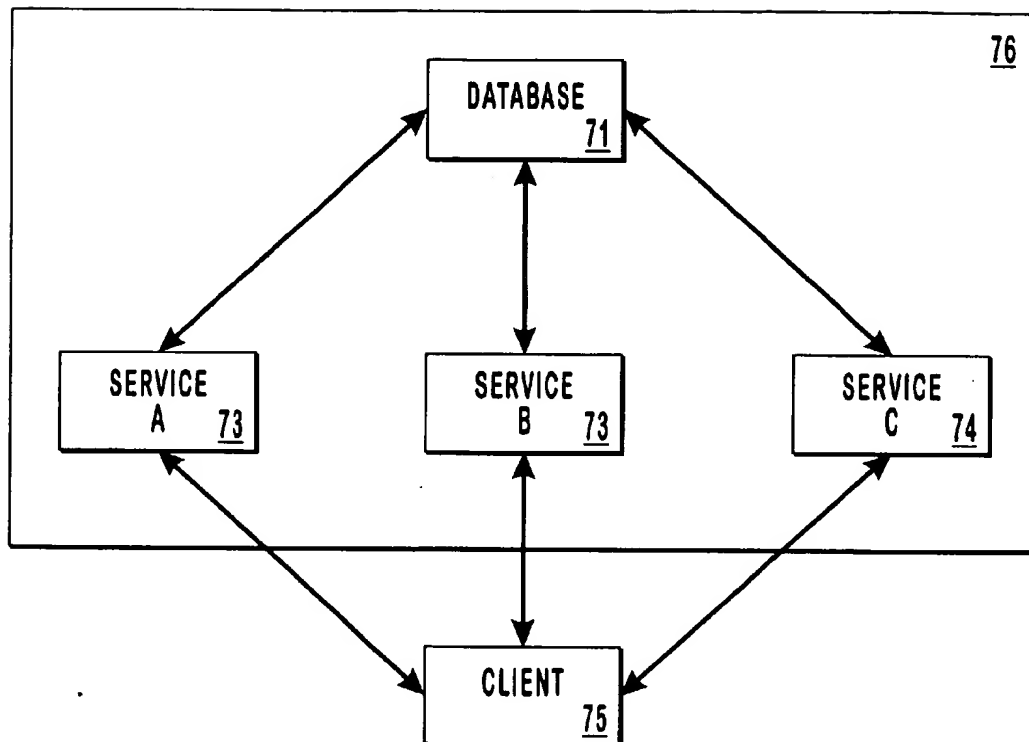 76
DATABASE
71
SERVICE
A 73
SERVICE
B 73
SERVICE
C 74
CLIENT
75